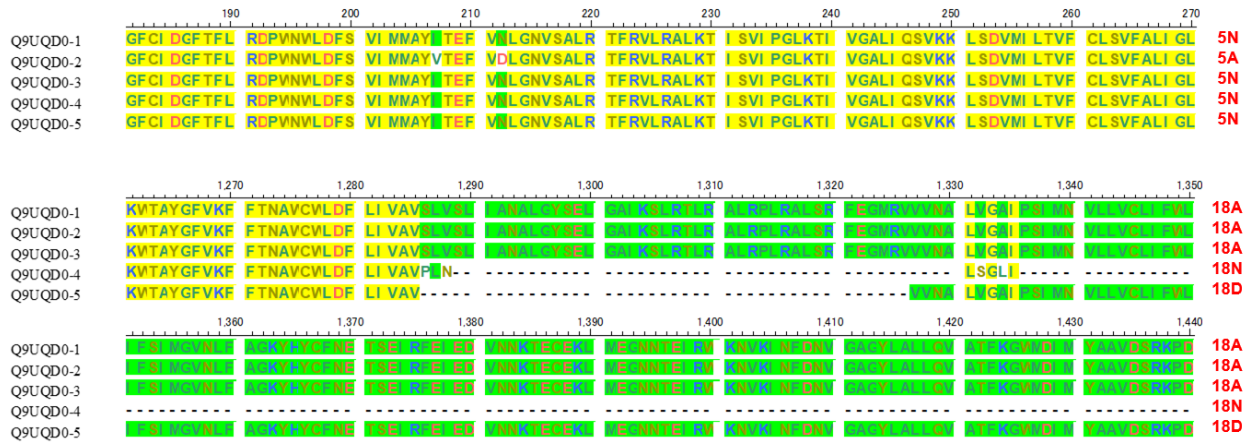 190 200 210 220 230 240 250 260 270
Q9UQD0-1 GFCIDGFTFL RDPWNWLDFS VIMMAYITEF VNLGNVSALR TFRVLRALKT ISVIPGLKTI VGALIQSVKK LSDVMILTVF CLSVFALIGL 5N
Q9UQD0-2 GFCIDGFTFL RDPWNWLDFS VIMMAYVTEF VDLGNVSALR TFRVLRALKT ISVIPGLKTI VGALIQSVKK LSDVMILTVF CLSVFALIGL 5A
Q9UQD0-3 GFCIDGFTFL RDPWNWLDFS VIMMAYITEF VNLGNVSALR TFRVLRALKT ISVIPGLKTI VGALIQSVKK LSDVMILTVF CLSVFALIGL 5N
Q9UQD0-4 GFCIDGFTFL RDPWNWLDFS VIMMAYITEF VNLGNVSALR TFRVLRALKT ISVIPGLKTI VGALIQSVKK LSDVMILTVF CLSVFALIGL 5N
Q9UQD0-5 GFCIDGFTFL RDPWNWLDFS VIMMAYITEF VNLGNVSALR TFRVLRALKT ISVIPGLKTI VGALIQSVKK LSDVMILTVF CLSVFALIGL 5N
1,270 1,280 1,290 1,300 1,310 1,320 1,330 1,340 1,350
Q9UQD0-1 KWTAYGFVKF FTNAWCWLDF LIVAVSLVSL IANALGYSEL GAIKSLRTLR ALRPLRALSR FEGMRVVVNA LVGAIPSIMN VLLVCLIFWL 18A
Q9UQD0-2 KWTAYGFVKF FTNAWCWLDF LIVAVSLVSL IANALGYSEL GAIKSLRTLR ALRPLRALSR FEGMRVVVNA LVGAIPSIMN VLLVCLIFWL 18A
Q9UQD0-3 KWTAYGFVKF FTNAWCWLDF LIVAVSLVSL IANALGYSEL GAIKSLRTLR ALRPLRALSR FEGMRVVVNA LVGAIPSIMN VLLVCLIFWL 18A
Q9UQD0-4 KWTAYGFVKF FTNAWCWLDF LIVAVPLN-- ---------- ---------- ---------- ---------- LSGLI----- ---------- 18N
Q9UQD0-5 KWTAYGFVKF FTNAWCWLDF LIVAV----- ---------- ---------- ---------- ------VVNA LVGAIPSIMN VLLVCLIFWL 18D
1,360 1,370 1,380 1,390 1,400 1,410 1,420 1,430 1,440
Q9UQD0-1 IFSIMGVNLF AGKYHYCFNE TSEIRFEIED VNNKTECEKL MEGNNTEIRW KNVKINFDNV GAGYLALLQV ATFKGWMDIM YAAVDSRKPD 18A
Q9UQD0-2 IFSIMGVNLF AGKYHYCFNE TSEIRFEIED VNNKTECEKL MEGNNTEIRW KNVKINFDNV GAGYLALLQV ATFKGWMDIM YAAVDSRKPD 18A
Q9UQD0-3 IFSIMGVNLF AGKYHYCFNE TSEIRFEIED VNNKTECEKL MEGNNTEIRW KNVKINFDNV GAGYLALLQV ATFKGWMDIM YAAVDSRKPD 18A
Q9UQD0-4 ---------- ---------- ---------- ---------- ---------- ---------- ---------- ---------- ---------- 18N
Q9UQD0-5 IFSIMGVNLF AGKYHYCFNE TSEIRFEIED VNNKTECEKL MEGNNTEIRW KNVKINFDNV GAGYLALLQV ATFKGWMDIM YAAVDSRKPD 18D